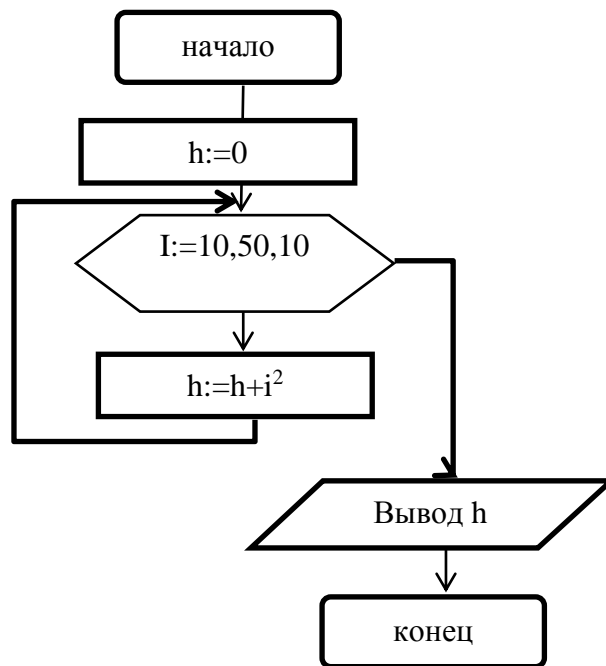 начало
h:=0
I:=10,50,10
h:=h+i²
Вывод h
конец